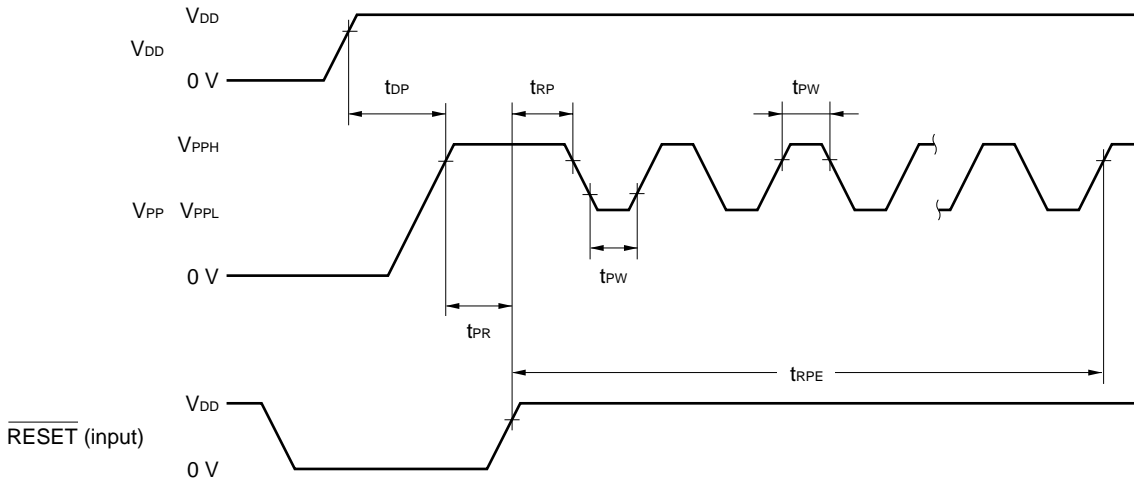 VDD
VDD
0 V
tDP
tRP
tPW
VPPH
VPP VPPL
tPW
0 V
tPR
tRPE
VDD
RESET (input)
0 V